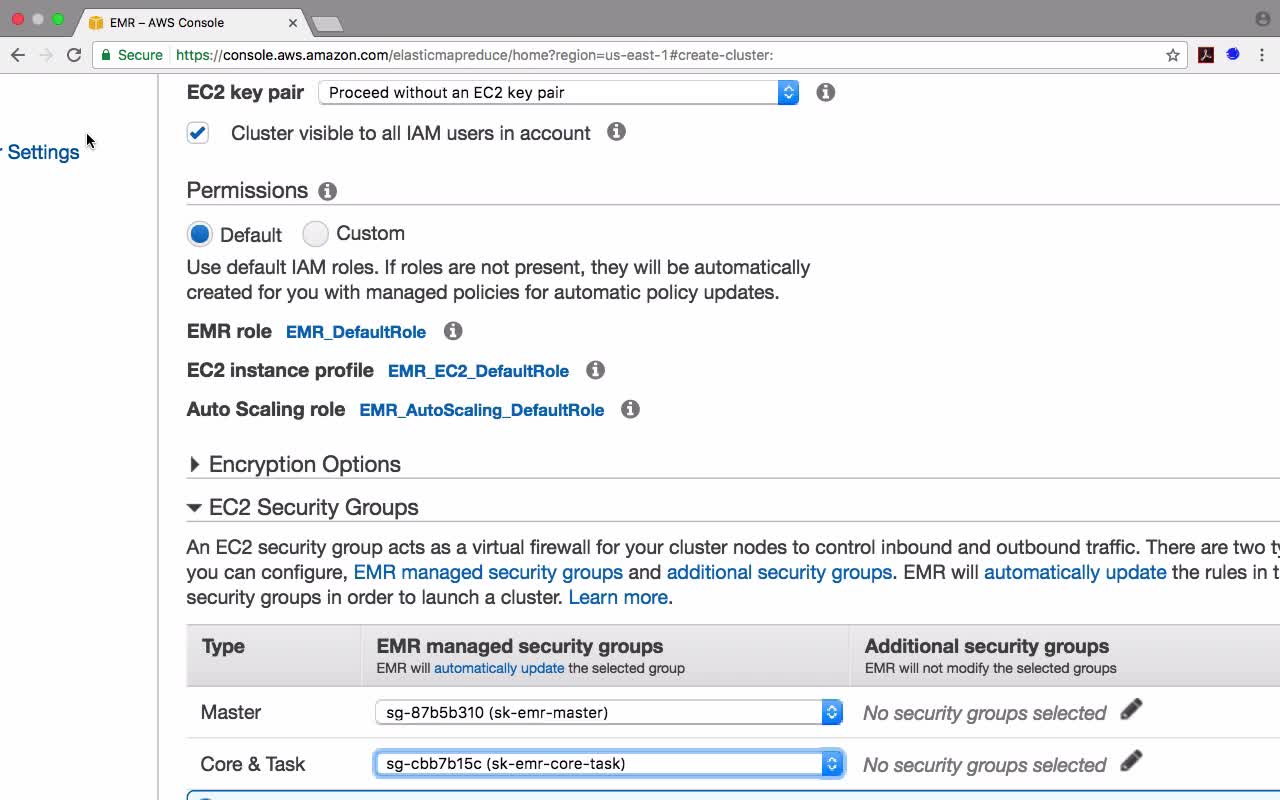 EMR – AWS Console
Secure https://console.aws.amazon.com/elasticmapreduce/home?region=us-east-1#create-cluster:
EC2 key pair Proceed without an EC2 key pair
Cluster visible to all IAM users in account
Settings
Permissions
Default Custom
Use default IAM roles. If roles are not present, they will be automatically
created for you with managed policies for automatic policy updates.
EMR role EMR_DefaultRole
EC2 instance profile EMR_EC2_DefaultRole
Auto Scaling role EMR_AutoScaling_DefaultRole
Encryption Options
EC2 Security Groups
An EC2 security group acts as a virtual firewall for your cluster nodes to control inbound and outbound traffic. There are two
you can configure, EMR managed security groups and additional security groups. EMR will automatically update the rules in
security groups in order to launch a cluster. Learn more.
Type EMR managed security groups Additional security groups
EMR will automatically update the selected group EMR will not modify the selected groups
Master sg-87b5b310 (sk-emr-master) No security groups selected
Core & Task sg-cbb7b15c (sk-emr-core-task) No security groups selected